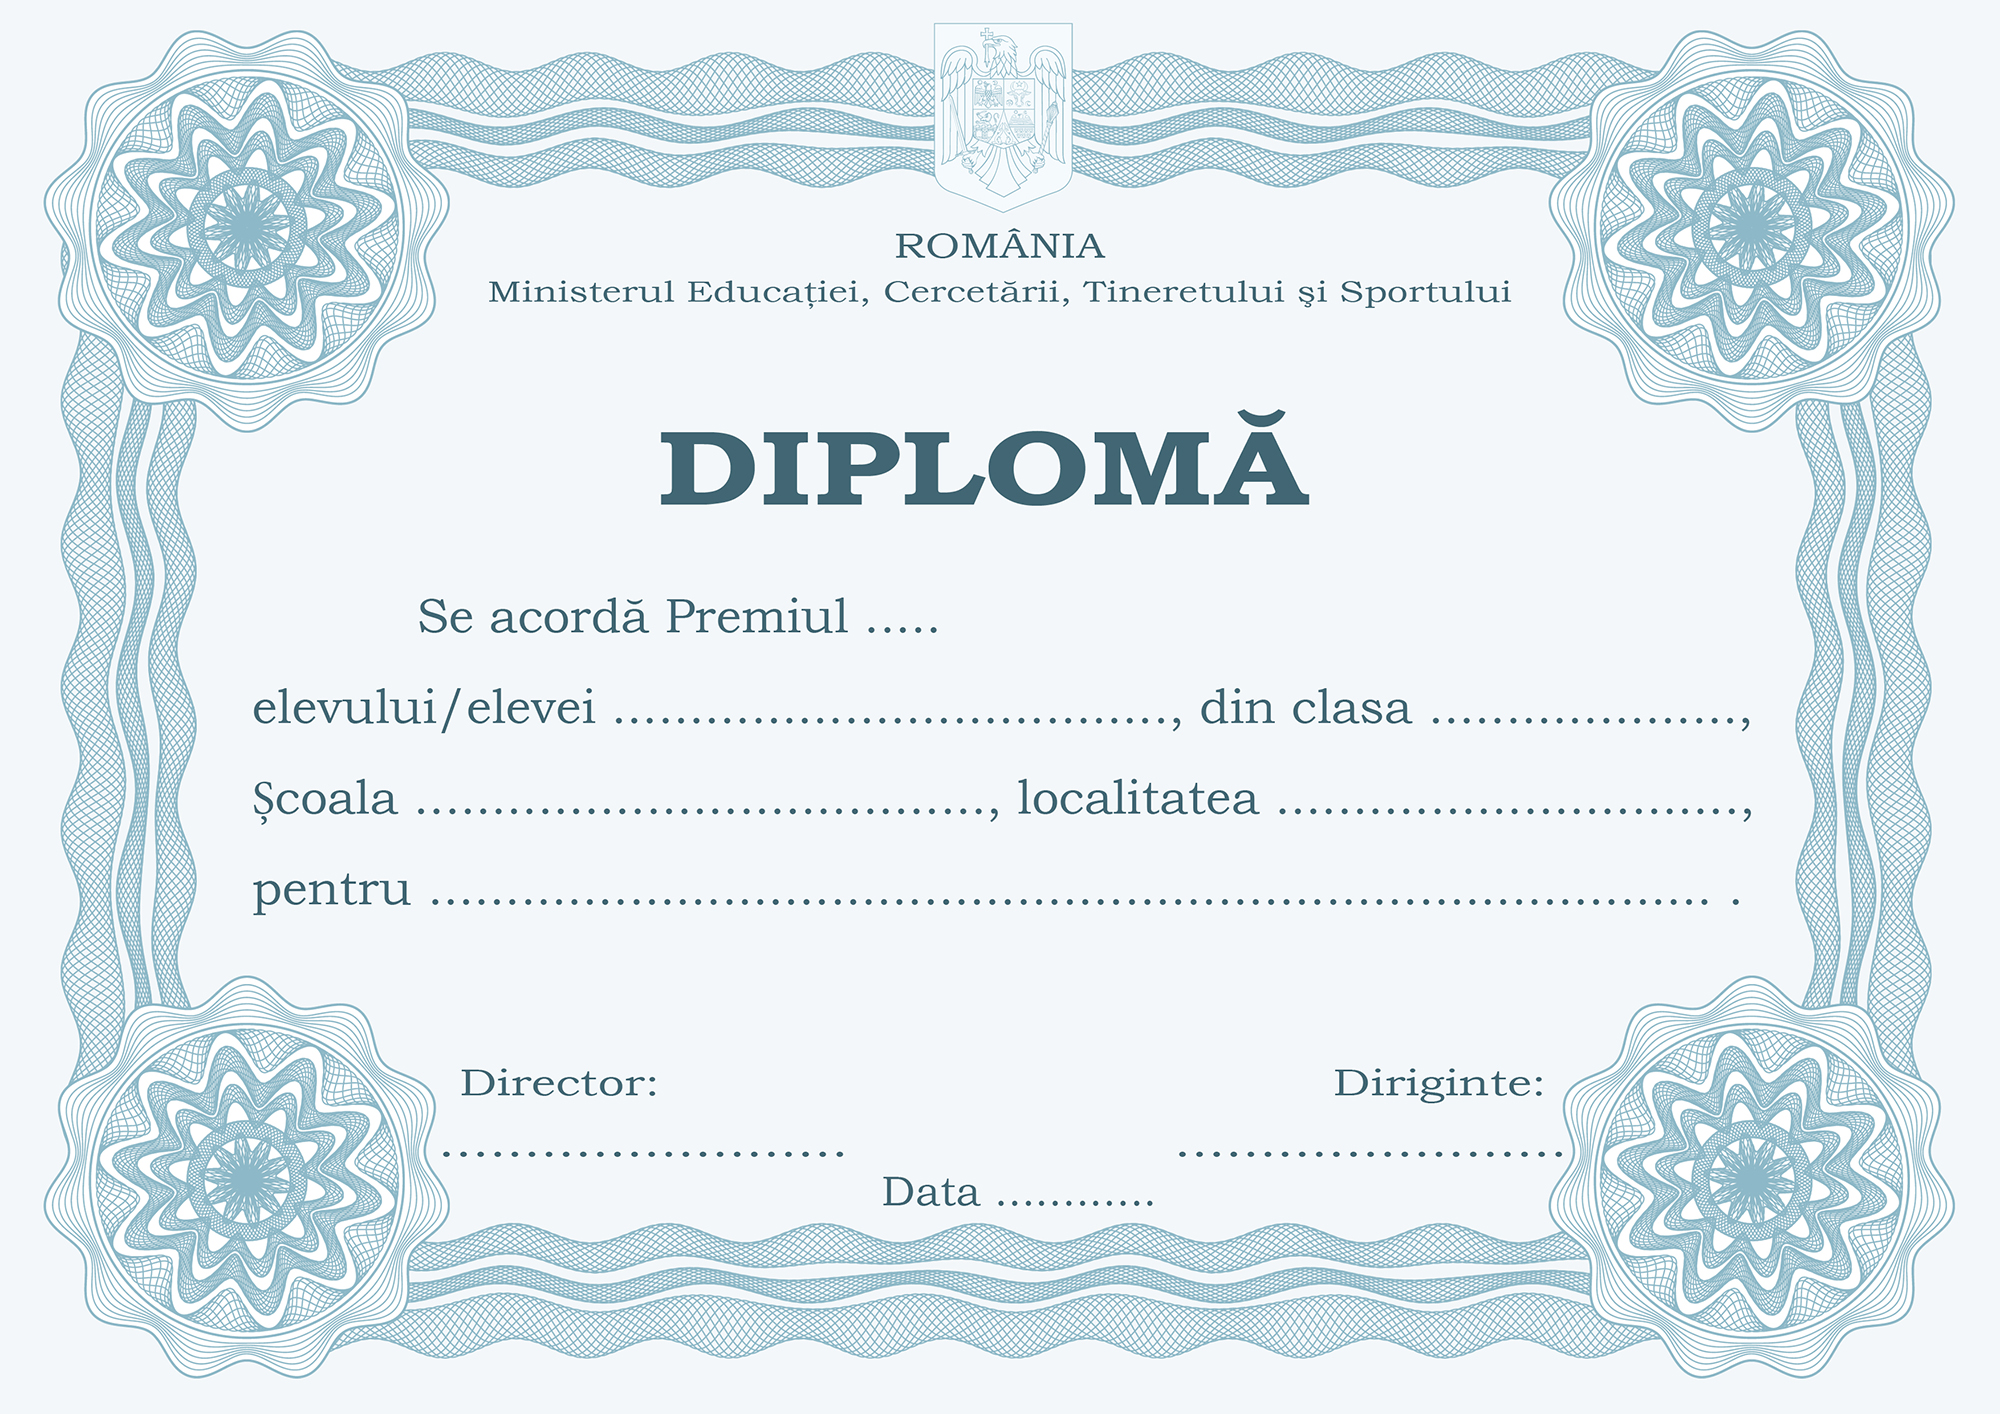 ROMÂNIA
Ministerul Educației, Cercetării, Tineretului şi Sportului
DIPLOMĂ
Se acordă Premiul .....
elevului/elevei ...................................., din clasa ....................,
Școala ....................................., localitatea ..............................,
pentru ................................................................................... .
Director: Diriginte:
............................. ............................
Data ............